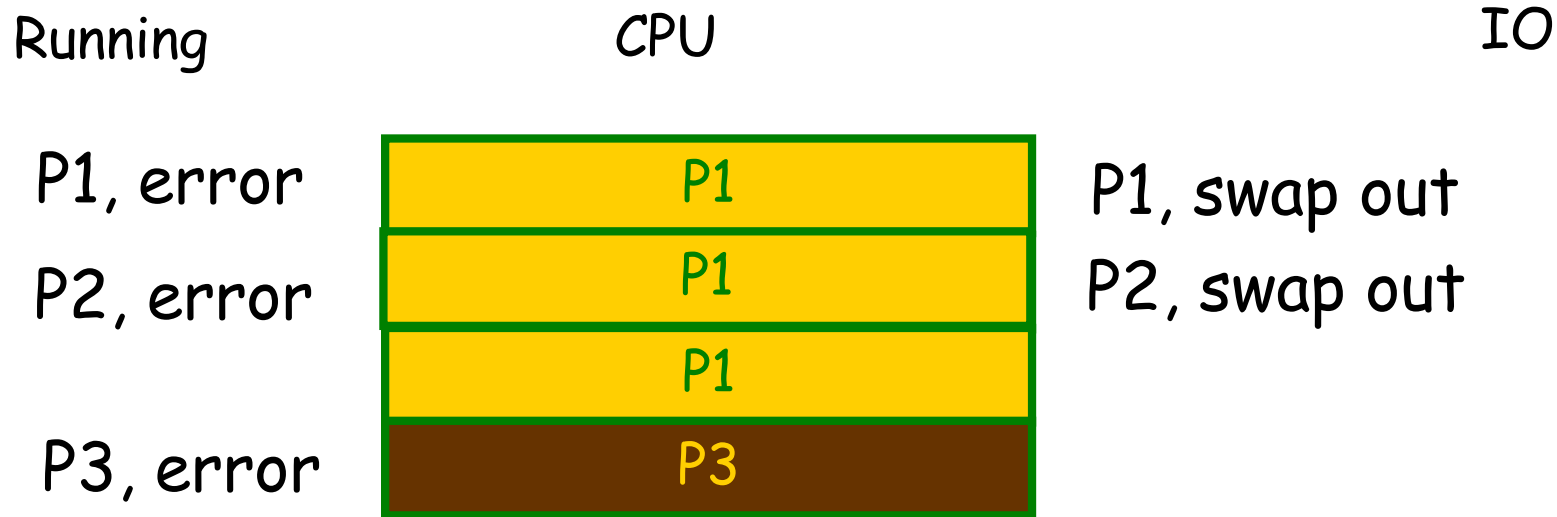 Running CPU IO
P1, error P1 P1, swap out
P2, error P1 P2, swap out
P1
P3, error P3